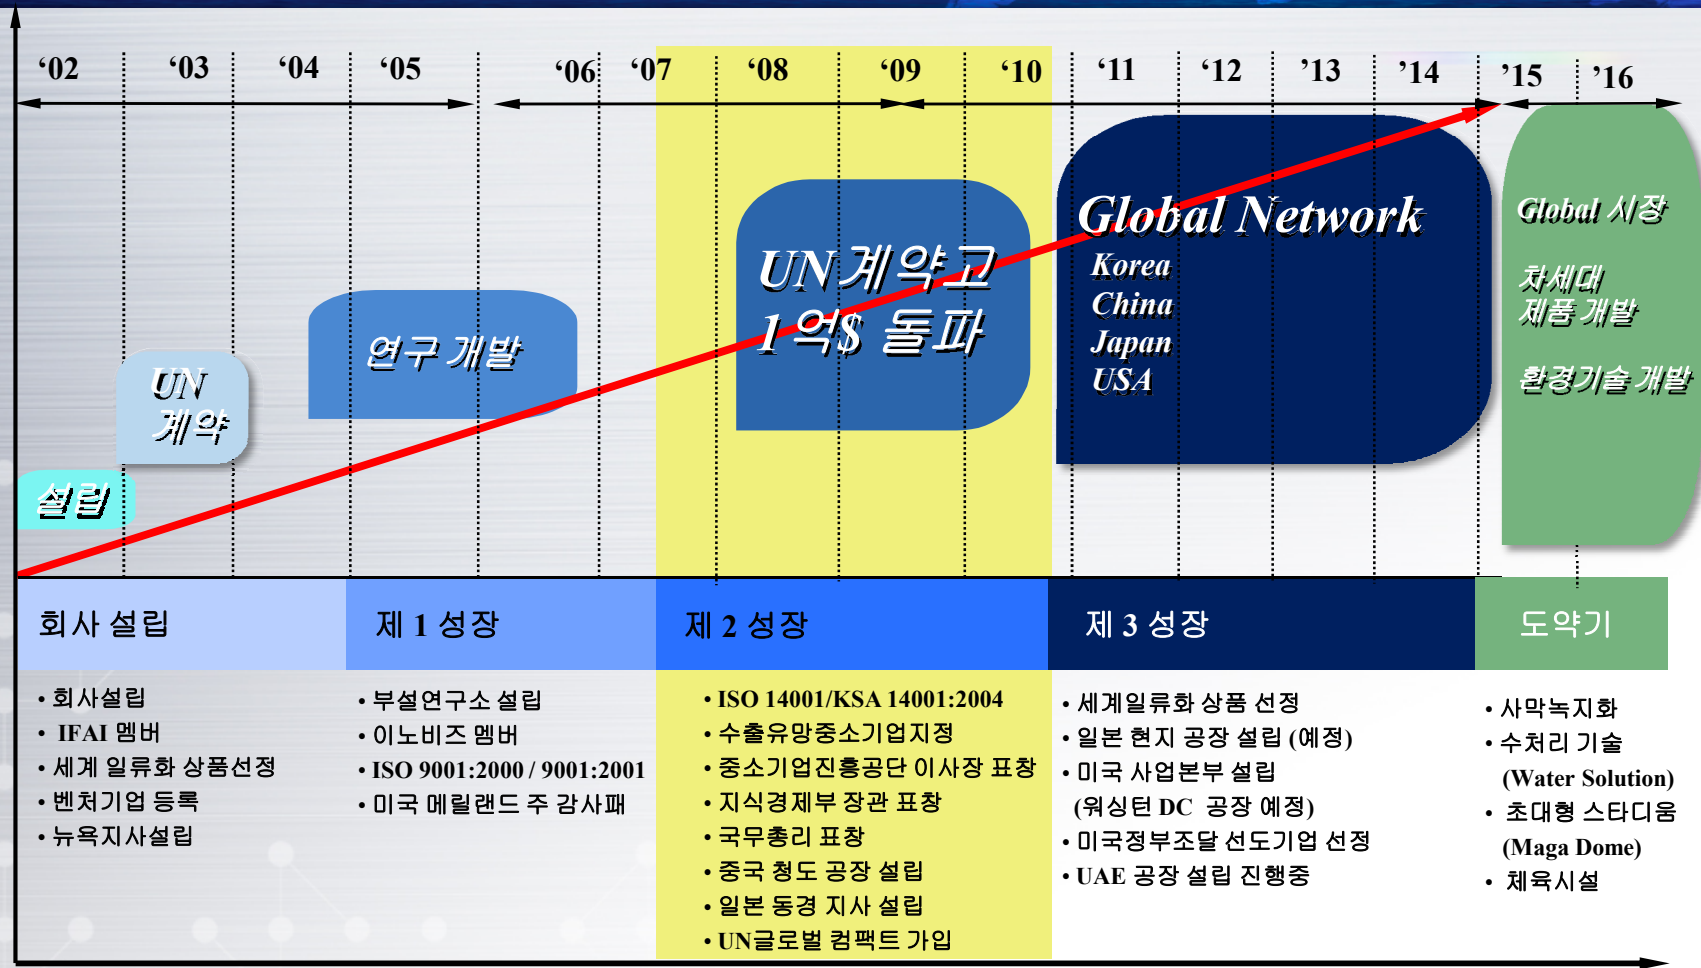 ‘02 ‘03 ‘04 ‘05 ‘06 ‘07 ‘08 ‘09 ‘10 ‘11 ‘12 ‘13 ‘14 ’15 ’16
설립
UN
계약
연구 개발
UN계약고
1억$ 돌파
Global Network
Korea
China
Japan
USA
Global 시장
차세대
제품 개발
환경기술 개발
회사 설립
제 1 성장
제 2 성장
제 3 성장
도약기
• 회사설립
• IFAI 멤버
• 세계 일류화 상품선정
• 벤처기업 등록
• 뉴욕지사설립
• 부설연구소 설립
• 이노비즈 멤버
• ISO 9001:2000 / 9001:2001
• 미국 메릴랜드 주 감사패
• ISO 14001/KSA 14001:2004
• 수출유망중소기업지정
• 중소기업진흥공단 이사장 표창
• 지식경제부 장관 표창
• 국무총리 표창
• 중국 청도 공장 설립
• 일본 동경 지사 설립
• UN글로벌 컴팩트 가입
• 세계일류화 상품 선정
• 일본 현지 공장 설립 (예정)
• 미국 사업본부 설립
(워싱턴 DC 공장 예정)
• 미국정부조달 선도기업 선정
• UAE 공장 설립 진행중
• 사막녹지화
• 수처리 기술
(Water Solution)
• 초대형 스타디움
(Maga Dome)
• 체육시설